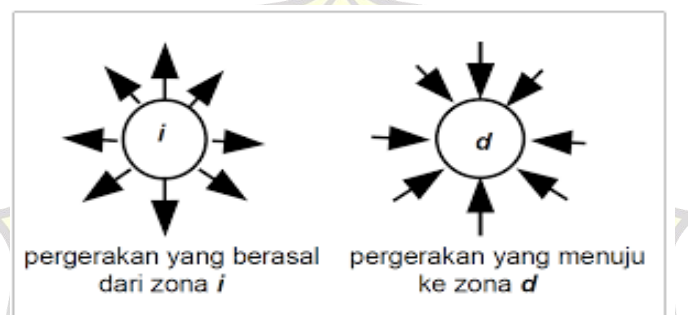 i
d
pergerakan yang berasal
dari zona i
pergerakan yang menuju
ke zona d